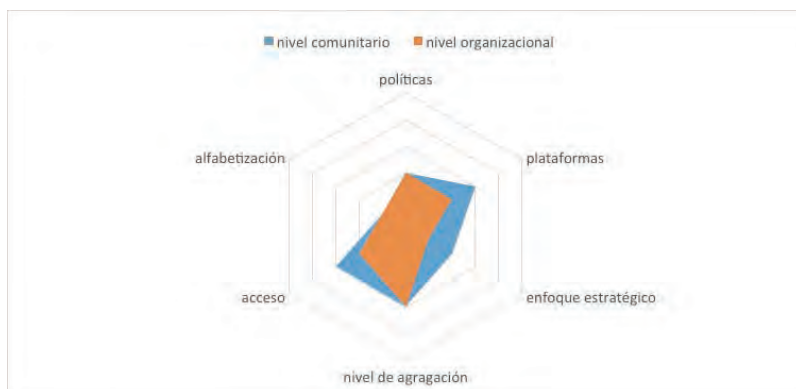 nivel comunitario nivel organizacional
políticas
alfabetización plataformas
acceso enfoque estratégico
nivel de agragación